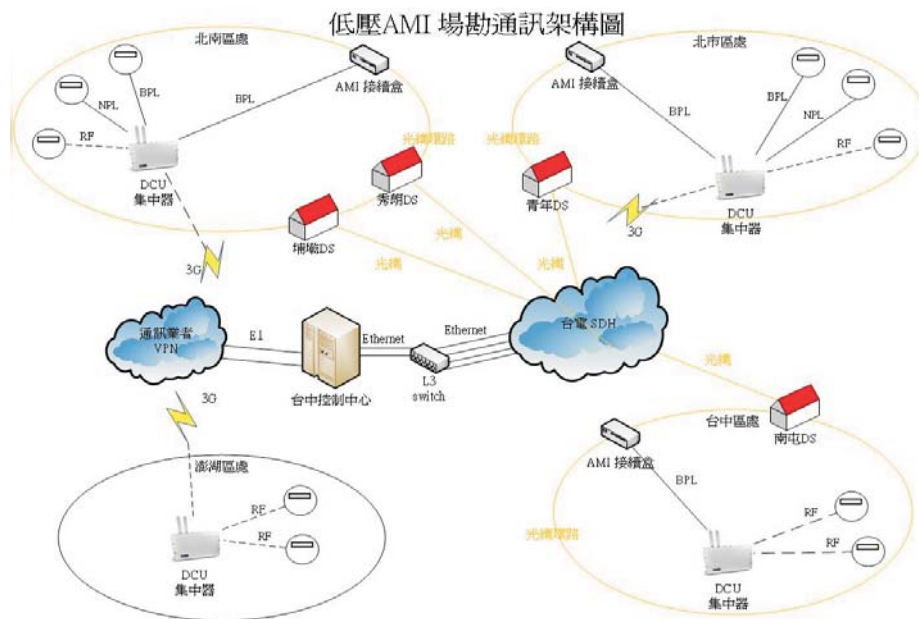 低壓AMI 場勘通訊架構圖
北南區處
BPL
NPL
RF
BPL
AMI 接續盒
DCU
集中器
光纖環路
秀朗DS
埔墘DS
光纖
光纖
3G
北市區處
AMI 接續盒
BPL
BPL
NPL
RF
光纖環路
青年DS
3G
DCU
集中器
光纖
通訊業者
VPN
E1
台中控制中心
Ethernet
L3
switch
Ethernet
台電 SDH
光纖
3G
澎湖區處
RF
RF
DCU
集中器
台中區處
南屯DS
AMI 接續盒
BPL
RF
RF
光纖環路
DCU
集中器